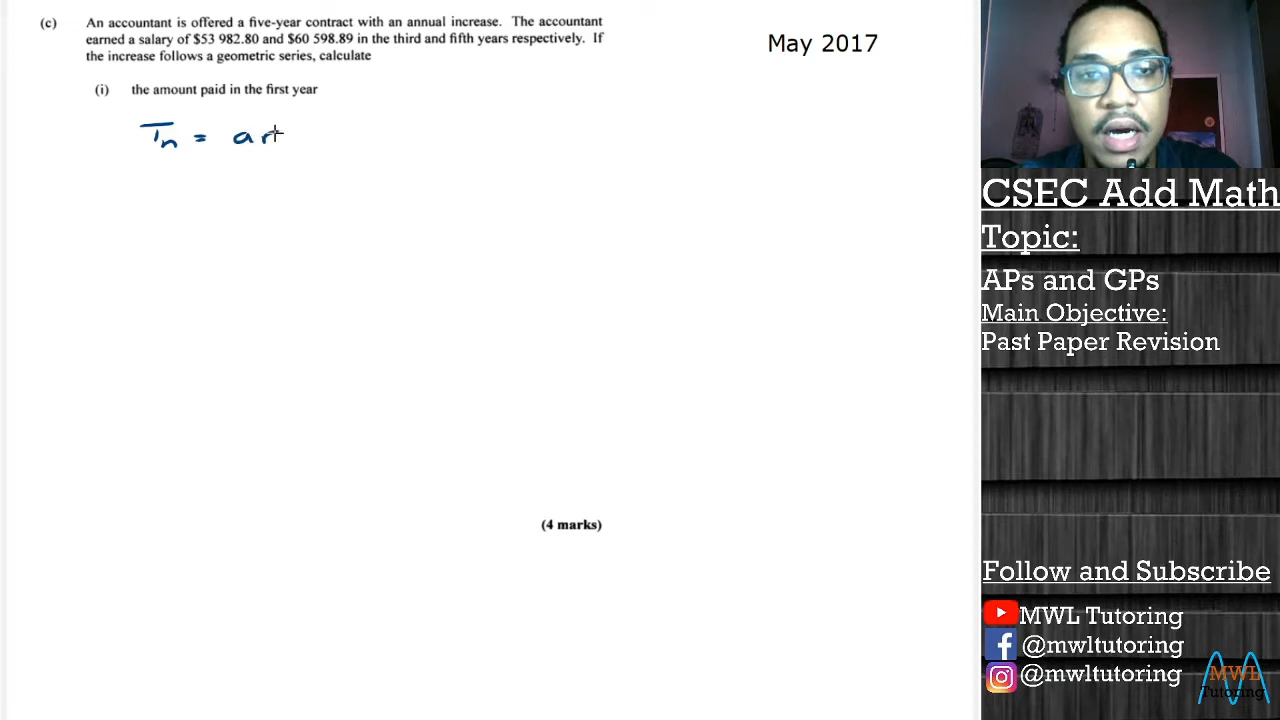 (c) An accountant is offered a five-year contract with an annual increase. The accountant
earned a salary of $53 982.80 and $60 598.89 in the third and fifth years respectively. If
the increase follows a geometric series, calculate
May 2017
(i) the amount paid in the first year
Tn = ar
(4 marks)
CSEC Add Math
Topic:
APs and GPs
Main Objective:
Past Paper Revision
Follow and Subscribe
MWL Tutoring
@mwltutoring
@mwltutoring
MWL
Tutoring